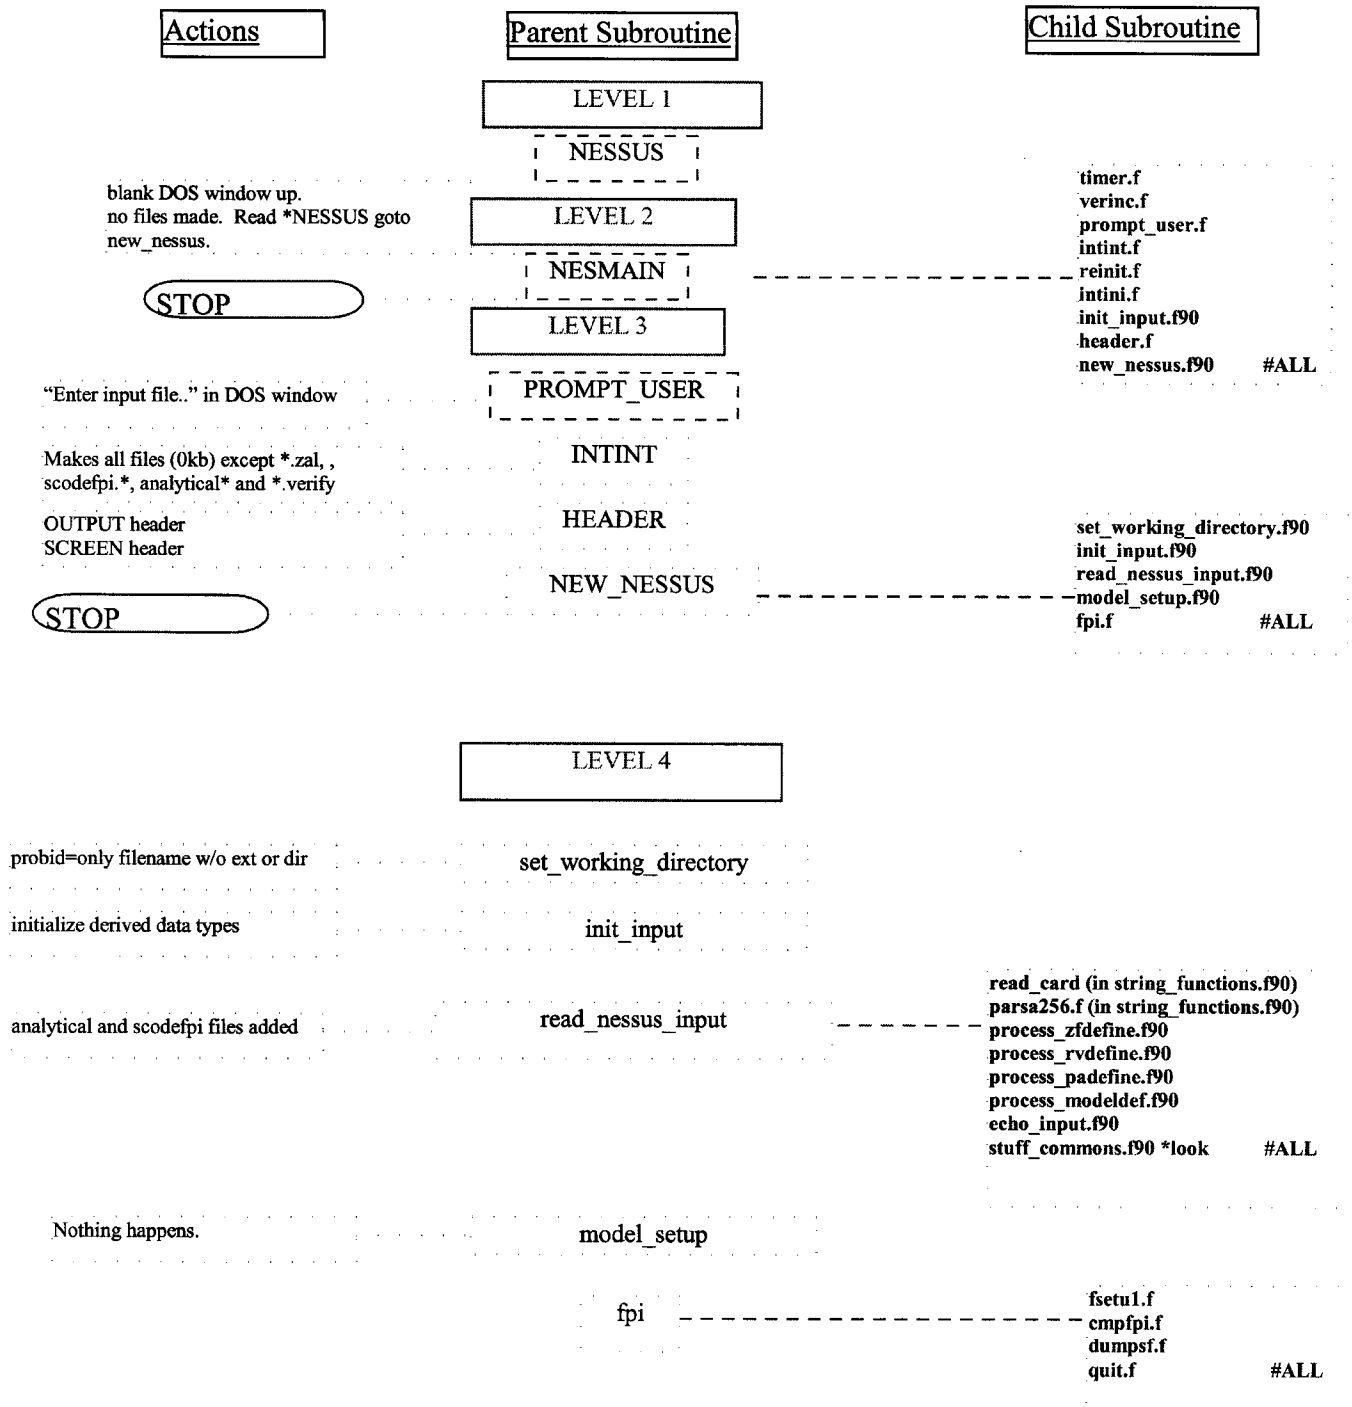 Actions
Parent Subroutine
Child Subroutine
LEVEL 1
NESSUS
blank DOS window up.
no files made. Read *NESSUS goto
new_nessus.
LEVEL 2
NESMAIN
STOP
timer.f
verinc.f
prompt_user.f
intint.f
reinit.f
intini.f
init_input.f90
header.f
new_nessus.f90 #ALL
LEVEL 3
"Enter input file.." in DOS window
PROMPT_USER
Makes all files (0kb) except *.zal, ,
scodefpi.*, analytical* and *.verify
INTINT
OUTPUT header
SCREEN header
HEADER
NEW_NESSUS
STOP
set_working_directory.f90
init_input.f90
read_nessus_input.f90
model_setup.f90
fpi.f #ALL
LEVEL 4
probid=only filename w/o ext or dir
set_working_directory
initialize derived data types
init_input
analytical and scodefpi files added
read_nessus_input
read_card (in string_functions.f90)
parsa256.f (in string_functions.f90)
process_zfdefine.f90
process_rvdefine.f90
process_padefine.f90
process_modeldef.f90
echo_input.f90
stuff_commons.f90 *look #ALL
Nothing happens.
model_setup
fpi
fsetu1.f
cmpfpi.f
dumpsf.f
quit.f #ALL